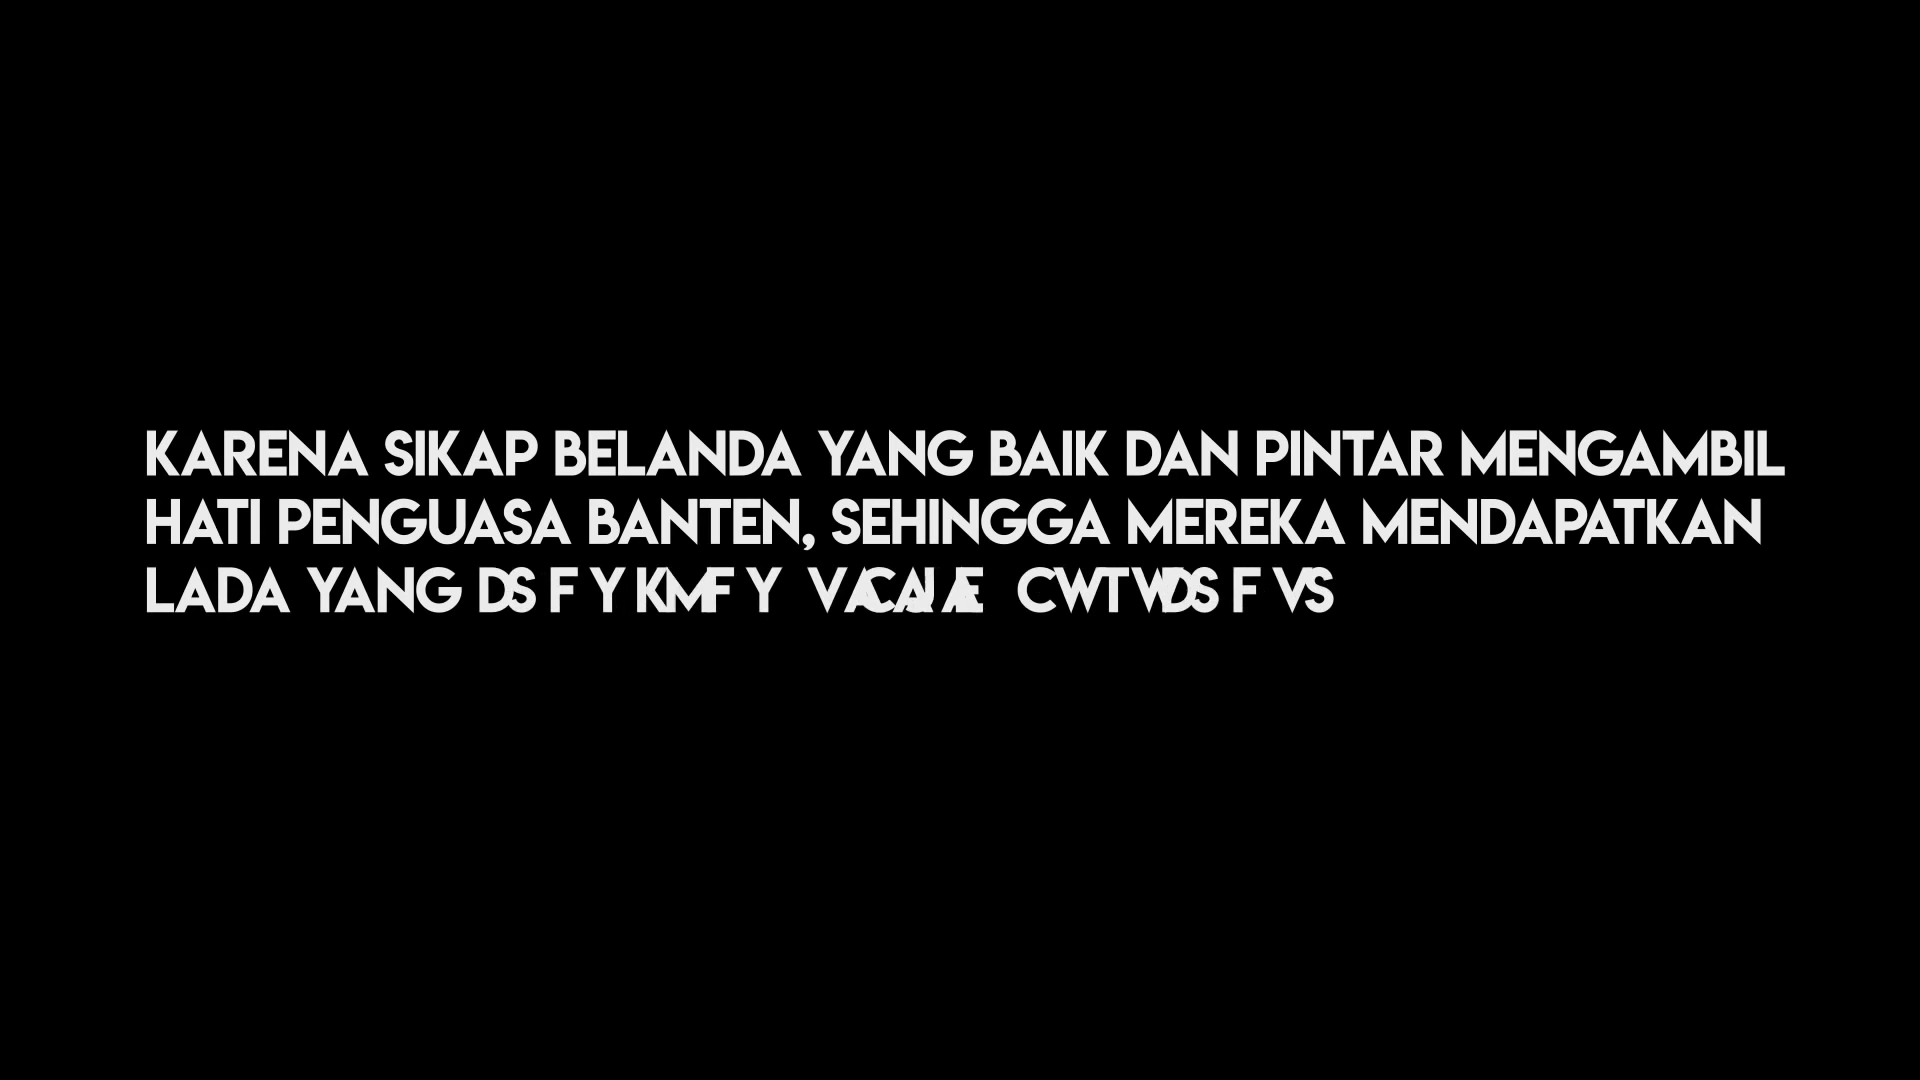 KARENA SIKAP BELANDA YANG BAIK DAN PINTAR MENGAMBIL
HATI PENGUASA BANTEN, SEHINGGA MEREKA MENDAPATKAN
LADA YANG